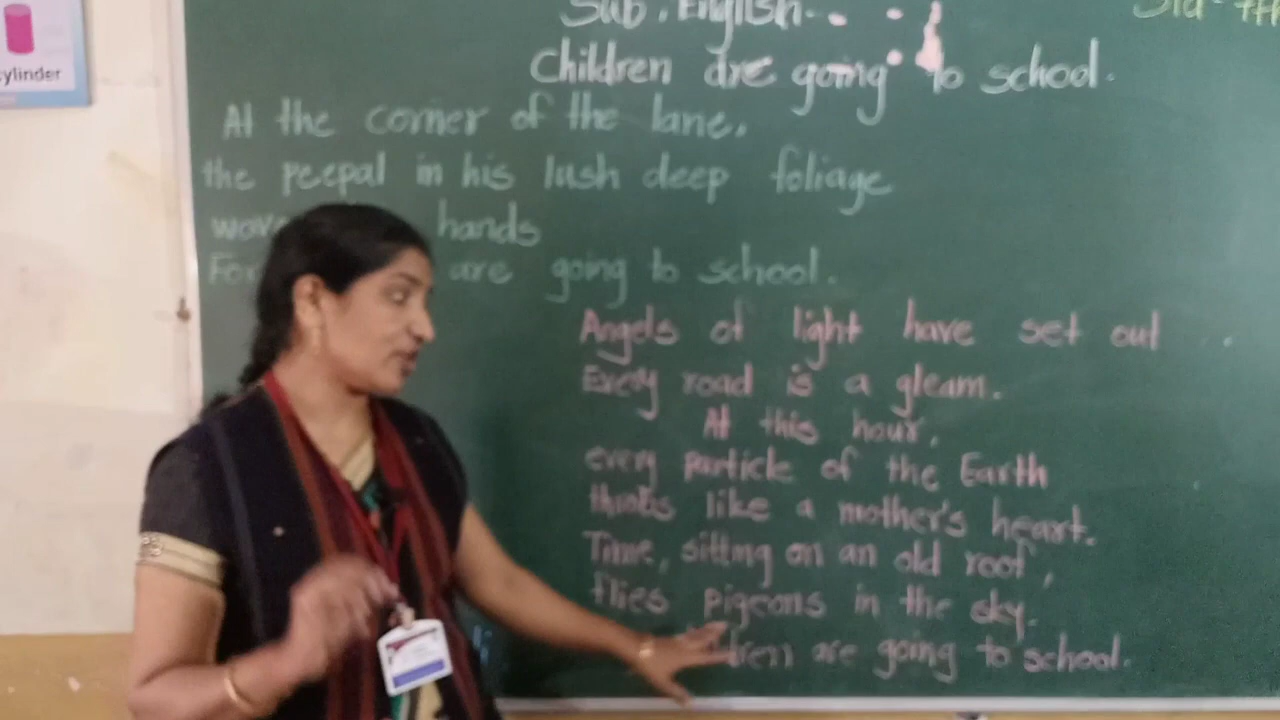 cylinder
Sub. English.
Std- 7th
Children are going to school.
At the corner of the lane,
the peepal in his lush deep foliage
hands
are going to school.
Angels of light have set out
Every road is a gleam.
At this hour,
every particle of the Earth
like a mother's heart.
Time, sitting on an old roof,
flies pigeons in the sky.
are going to school.